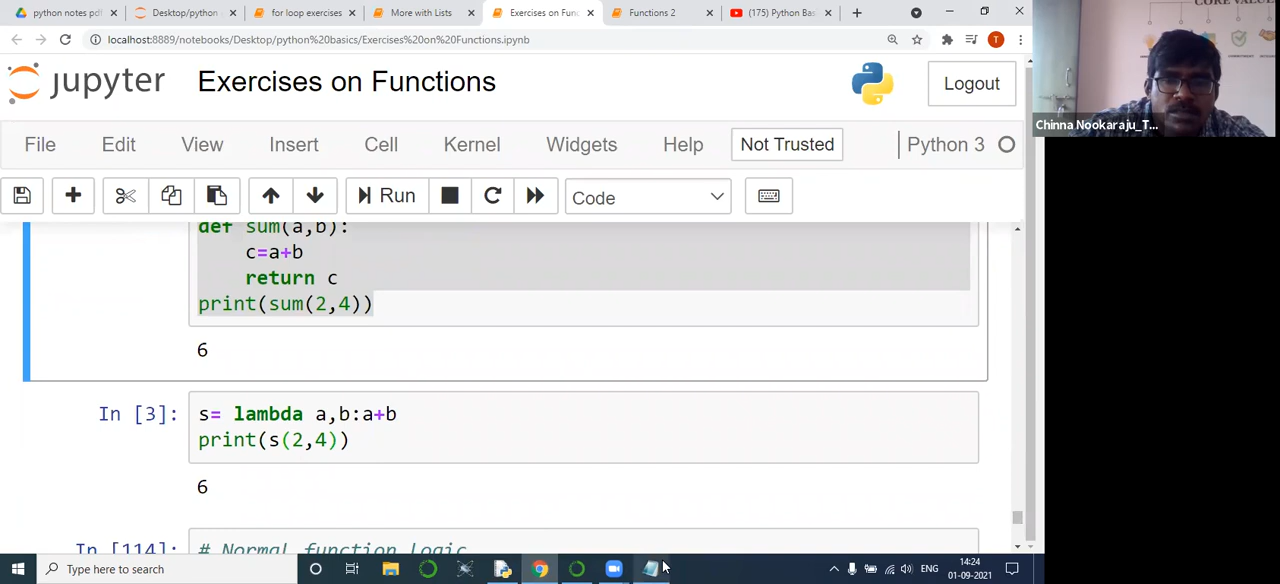 python notes pdf
Desktop/python
for loop exercises
More with Lists
Exercises on Func
Functions 2
(175) Python Bas
localhost:8889/notebooks/Desktop/python%20basics/Exercises%20on%20Functions.ipynb
T
jupyter Exercises on Functions
Logout
File Edit View Insert Cell Kernel Widgets Help Not Trusted Python 3
Run Code
def sum(a,b):
c=a+b
return c
print(sum(2,4))
6
In [3]: s= lambda a,b:a+b
print(s(2,4))
6
In [114]: # Normal function logic
Type here to search
ENG
14:24
01-09-2021
CORE VALUES
Chinna Nookaraju_T...